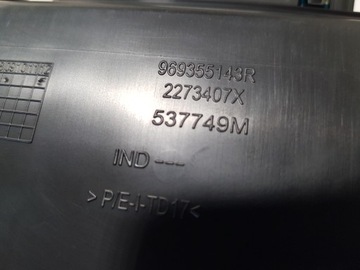 969355143R
2273407X
537749M
IND ---
>P/E-I-TD17<